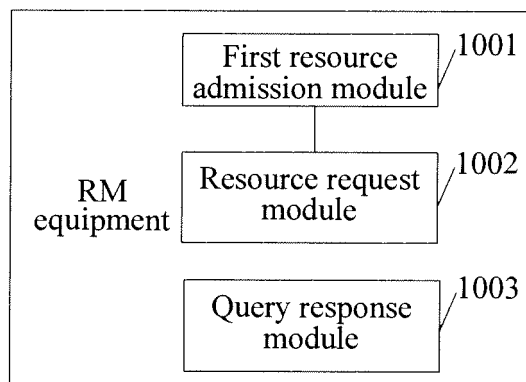 First resource
admission module
1001
RM
equipment
Resource request
module
1002
Query response
module
1003